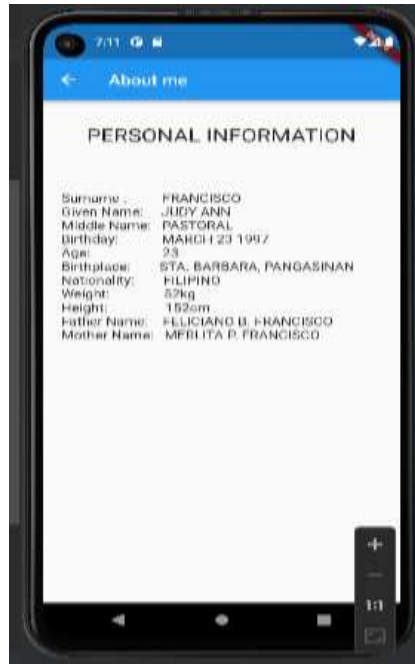 7:11
About me
PERSONAL INFORMATION
Surname : FRANCISCO
Given Name: JUDY ANN
Middle Name: PASTORAL
Birthday: MARCH 23 1997
Age: 23
Birthplace: STA. BARBARA, PANGASINAN
Nationality: FILIPINO
Weight: 52kg
Height: 152cm
Father Name: FELICIANO B. FRANCISCO
Mother Name: MERLITA P. FRANCISCO
1:1